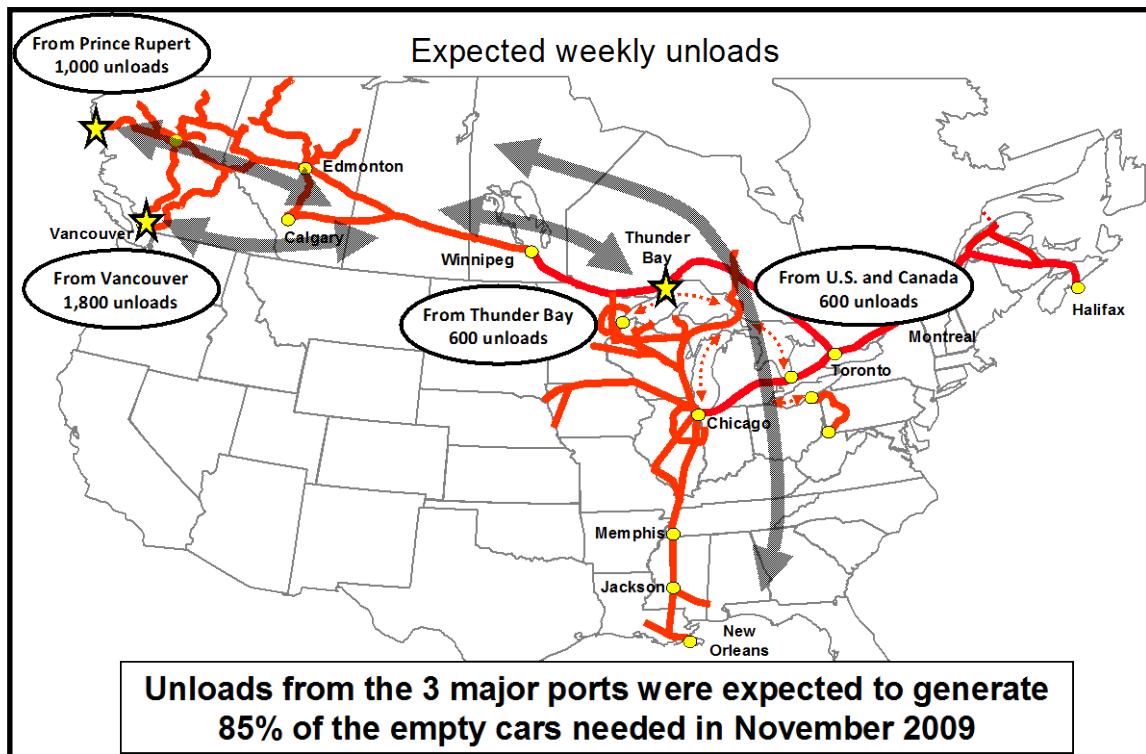 From Prince Rupert
1,000 unloads
Expected weekly unloads
Edmonton
Vancouver
Calgary
Winnipeg
Thunder
Bay
From Vancouver
1,800 unloads
From Thunder Bay
600 unloads
From U.S. and Canada
600 unloads
Halifax
Montreal
Toronto
Chicago
Memphis
Jackson
New
Orleans
Unloads from the 3 major ports were expected to generate
85% of the empty cars needed in November 2009